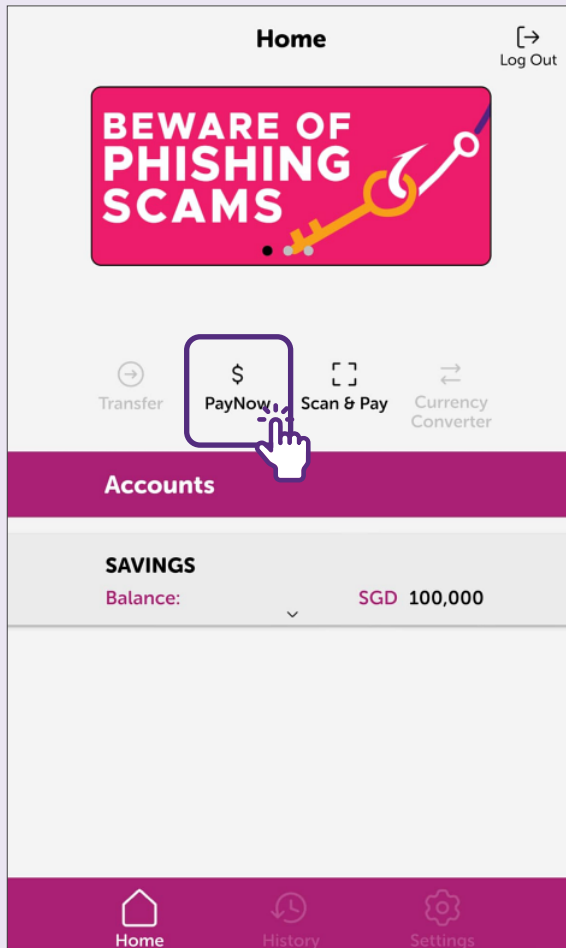 Home
Log Out
BEWARE OF
PHISHING
SCAMS
Transfer
$
PayNow
Scan & Pay
Currency
Converter
Accounts
SAVINGS
Balance: SGD 100,000
Home
History
Settings